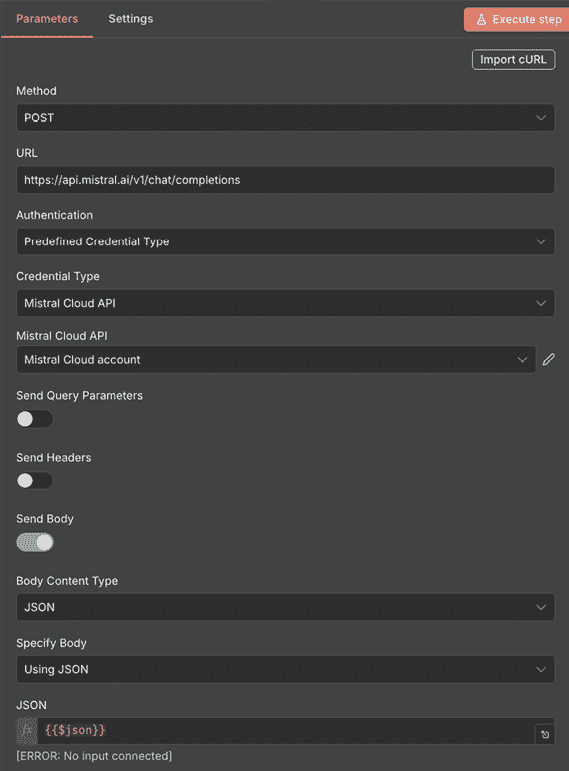 Parameters Settings Execute step
Import cURL
Method
POST
URL
https://api.mistral.ai/v1/chat/completions
Authentication
Predefined Credential Type
Credential Type
Mistral Cloud API
Mistral Cloud API
Mistral Cloud account
Send Query Parameters
Send Headers
Send Body
Body Content Type
JSON
Specify Body
Using JSON
JSON
fx {{$json}}
[ERROR: No input connected]